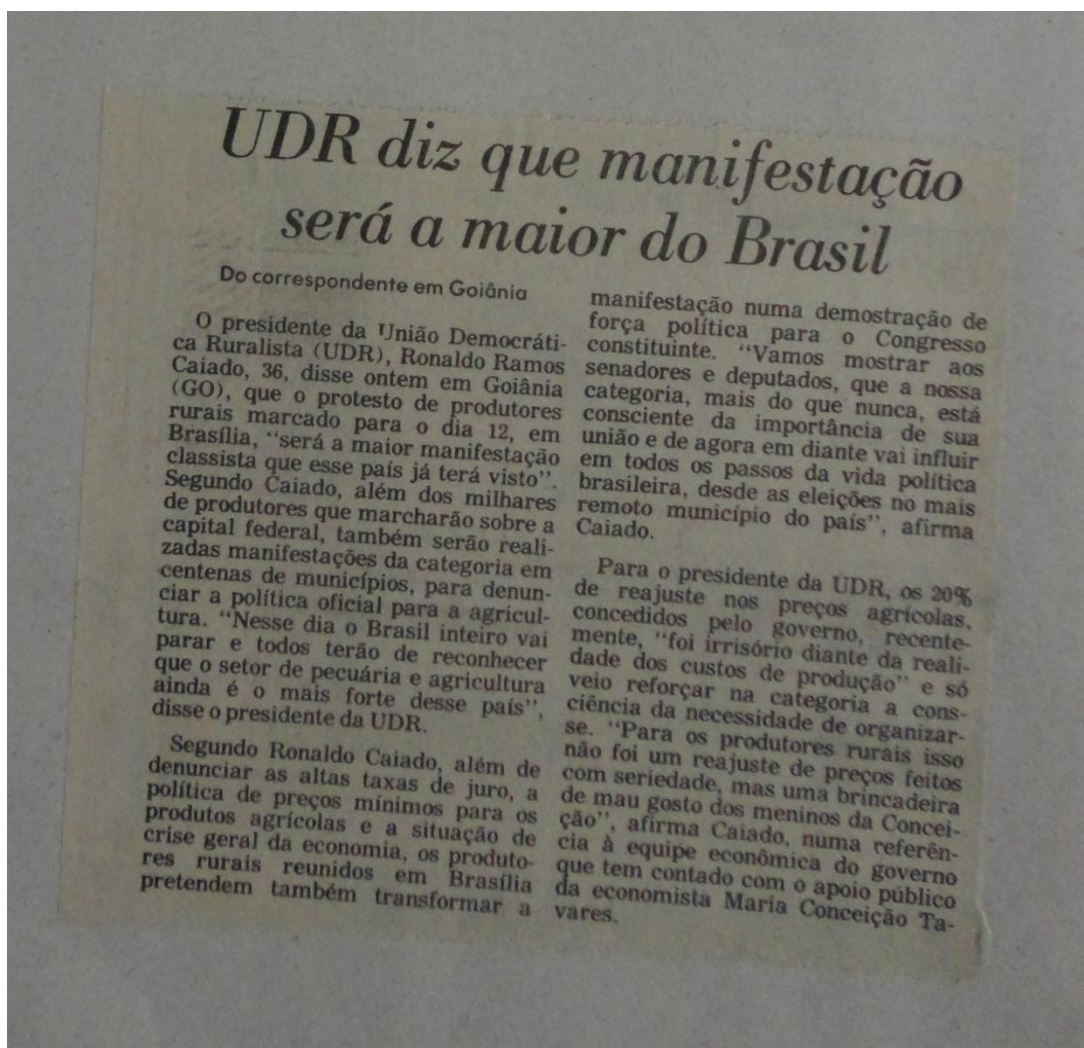 UDR diz que manifestação
será a maior do Brasil
Do correspondente em Goiânia
O presidente da União Democráti-
ca Ruralista (UDR), Ronaldo Ramos
Caiado, 36, disse ontem em Goiânia
(GO), que o protesto de produtores
rurais marcado para o dia 12, em
Brasília, "será a maior manifestação
classista que esse país já terá visto".
Segundo Caiado, além dos milhares
de produtores que marcharão sobre a
capital federal, também serão reali-
zadas manifestações da categoria em
centenas de municípios, para denun-
ciar a política oficial para a agricul-
tura. "Nesse dia o Brasil inteiro vai
parar e todos terão de reconhecer
que o setor de pecuária e agricultura
ainda é o mais forte desse país",
disse o presidente da UDR.
Segundo Ronaldo Caiado, além de
denunciar as altas taxas de juro, a
política de preços mínimos para os
produtos agrícolas e a situação de
crise geral da economia, os produto-
res rurais reunidos em Brasília
pretendem também transformar a
manifestação numa demostração de
força política para o Congresso
constituinte. "Vamos mostrar aos
senadores e deputados, que a nossa
categoria, mais do que nunca, está
consciente da importância de sua
união e de agora em diante vai influir
em todos os passos da vida política
brasileira, desde as eleições no mais
remoto município do país", afirma
Caiado.
Para o presidente da UDR, os 20%
de reajuste nos preços agrícolas,
concedidos pelo governo, recente-
mente, "foi irrisório diante da reali-
dade dos custos de produção" e só
veio reforçar na categoria a cons-
ciência da necessidade de organizar-
se. "Para os produtores rurais isso
não foi um reajuste de preços feitos
com seriedade, mas uma brincadeira
de mau gosto dos meninos da Concei-
ção", afirma Caiado, numa referên-
cia à equipe econômica do governo
que tem contado com o apoio público
da economista Maria Conceição Ta-
vares.